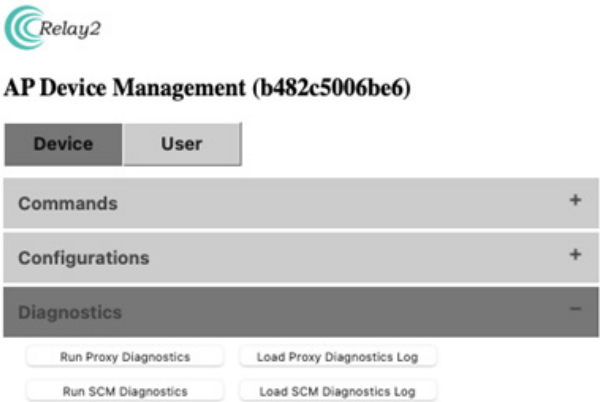 Relay2
AP Device Management (b482c5006be6)
Device User
Commands +
Configurations +
Diagnostics −
Run Proxy Diagnostics Load Proxy Diagnostics Log
Run SCM Diagnostics Load SCM Diagnostics Log